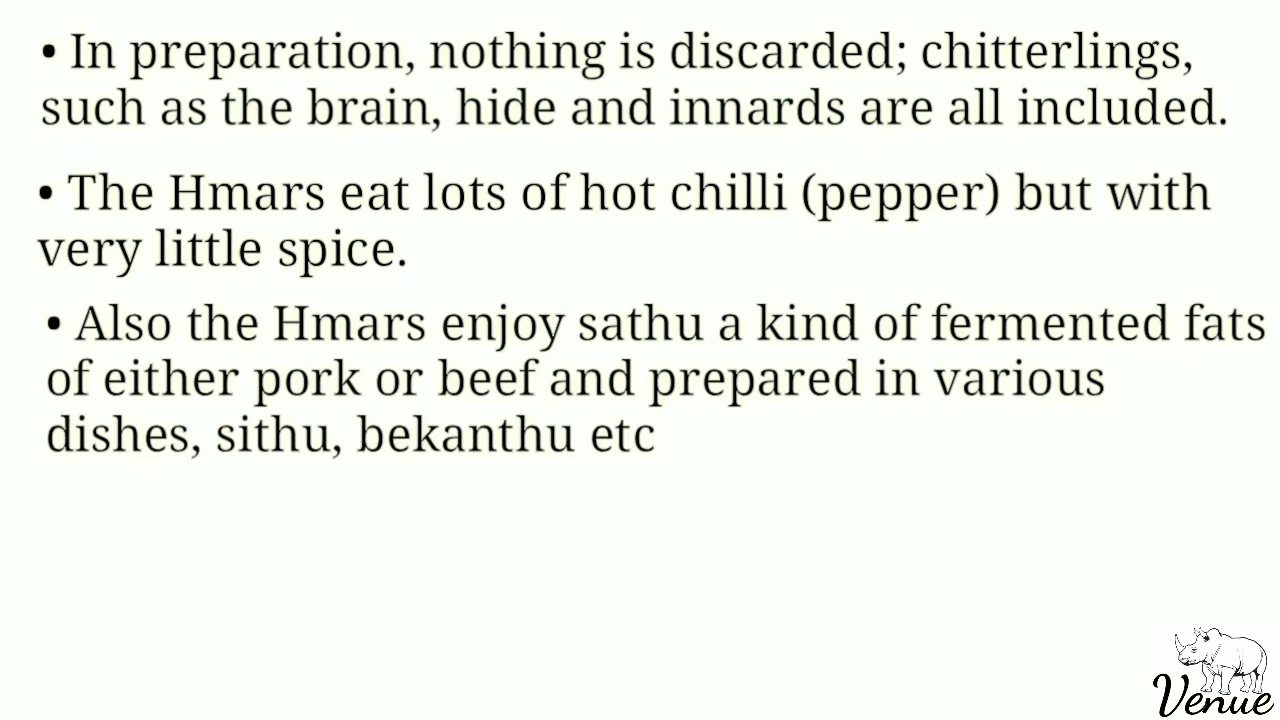 • In preparation, nothing is discarded; chitterlings,
such as the brain, hide and innards are all included.
• The Hmars eat lots of hot chilli (pepper) but with
very little spice.
• Also the Hmars enjoy sathu a kind of fermented fats
of either pork or beef and prepared in various
dishes, sithu, bekanthu etc
Venue